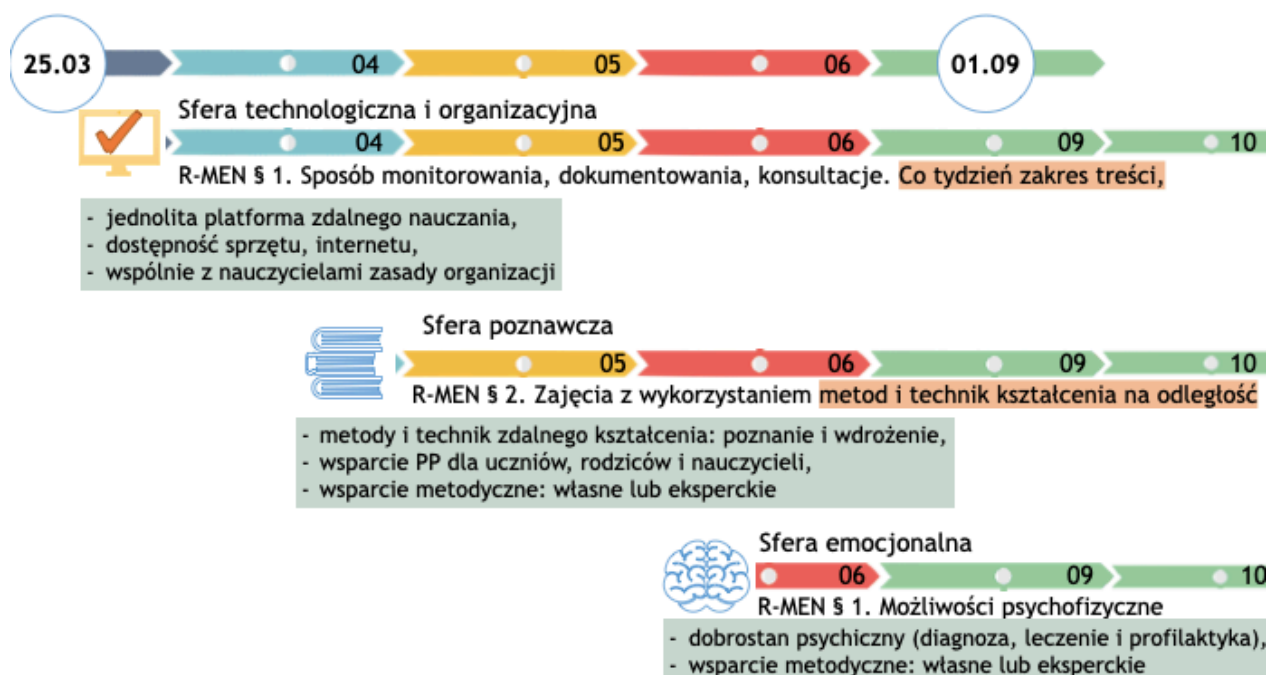 25.03 04 05 06 01.09
Sfera technologiczna i organizacyjna
04 05 06 09 10
R-MEN § 1. Sposób monitorowania, dokumentowania, konsultacje. Co tydzień zakres treści,
- jednolita platforma zdalnego nauczania,
- dostępność sprzętu, internetu,
- wspólnie z nauczycielami zasady organizacji
Sfera poznawcza
05 06 09 10
R-MEN § 2. Zajęcia z wykorzystaniem metod i technik kształcenia na odległość
- metody i technik zdalnego kształcenia: poznanie i wdrożenie,
- wsparcie PP dla uczniów, rodziców i nauczycieli,
- wsparcie metodyczne: własne lub eksperckie
Sfera emocjonalna
06 09 10
R-MEN § 1. Możliwości psychofizyczne
- dobrostan psychiczny (diagnoza, leczenie i profilaktyka),
- wsparcie metodyczne: własne lub eksperckie